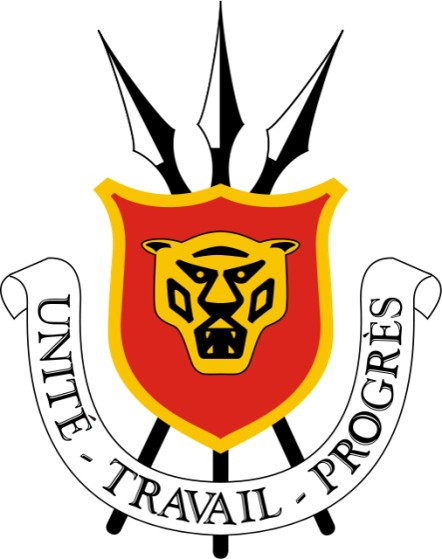 UNITÉ - TRAVAIL - PROGRÈS